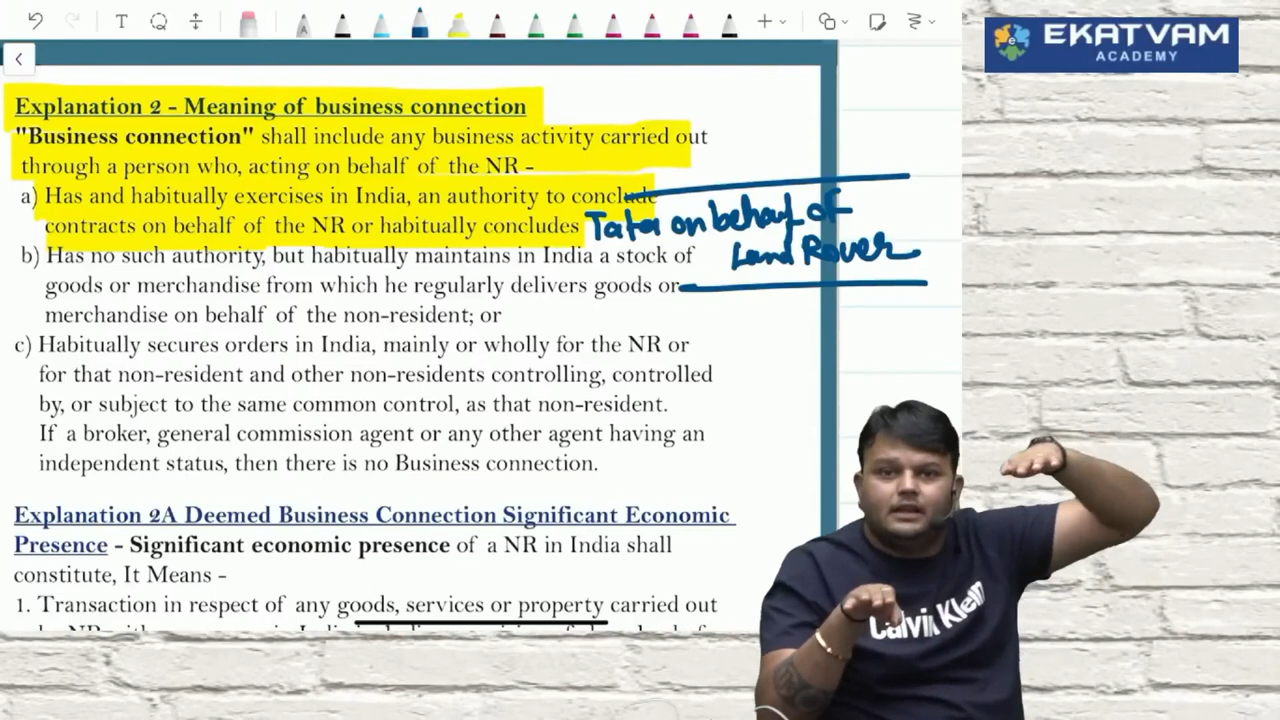 EKATVAM
ACADEMY
Explanation 2 - Meaning of business connection
"Business connection" shall include any business activity carried out
through a person who, acting on behalf of the NR -
a) Has and habitually exercises in India, an authority to conclude
contracts on behalf of the NR or habitually concludes
Tata on behalf of
Land Rover
b) Has no such authority, but habitually maintains in India a stock of
goods or merchandise from which he regularly delivers goods or
merchandise on behalf of the non-resident; or
c) Habitually secures orders in India, mainly or wholly for the NR or
for that non-resident and other non-residents controlling, controlled
by, or subject to the same common control, as that non-resident.
If a broker, general commission agent or any other agent having an
independent status, then there is no Business connection.
Explanation 2A Deemed Business Connection Significant Economic
Presence - Significant economic presence of a NR in India shall
constitute, It Means -
1. Transaction in respect of any goods, services or property carried out
Calvin Klein